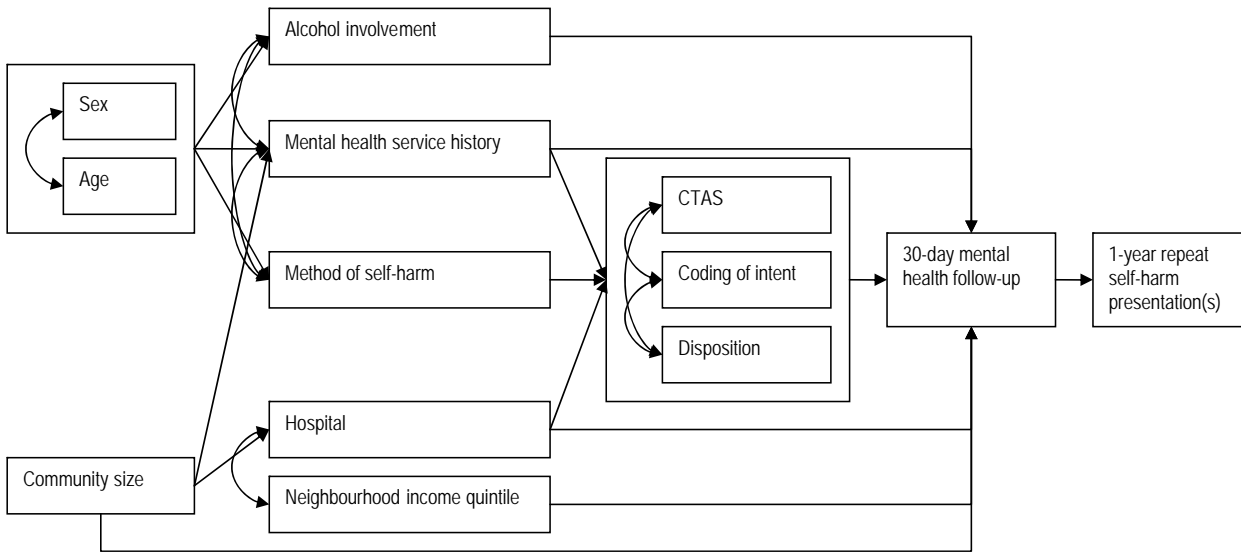 Alcohol involvement
Sex
Age
Mental health service history
Method of self-harm
CTAS
Coding of intent
Disposition
30-day mental
health follow-up
1-year repeat
self-harm
presentation(s)
Hospital
Community size
Neighbourhood income quintile